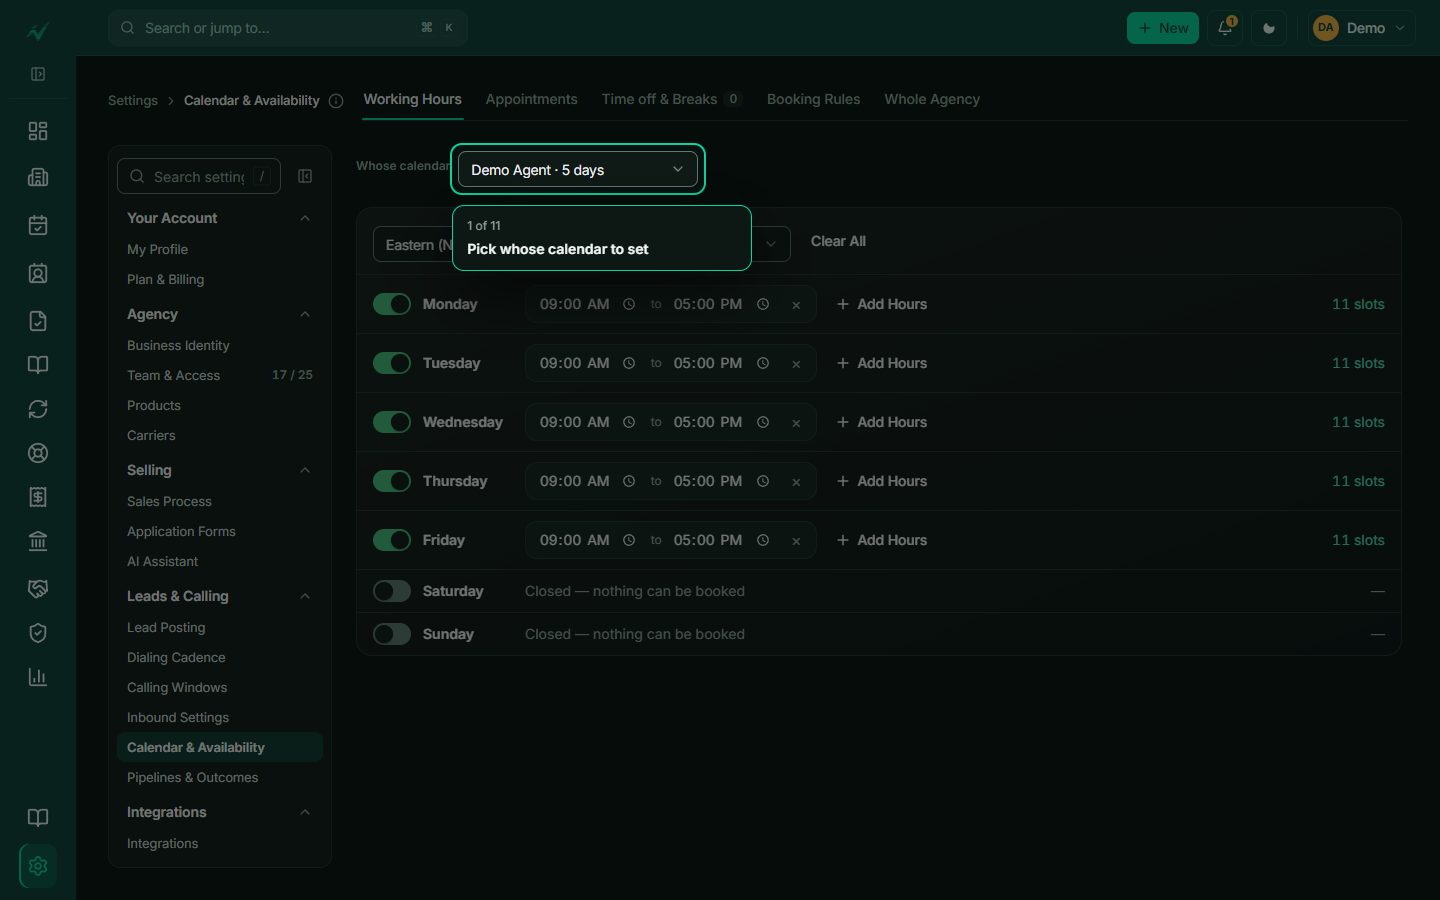 Search or jump to...
⌘ K
New
1
DA
Demo
Settings
Calendar & Availability
Working Hours
Appointments
Time off & Breaks 0
Booking Rules
Whole Agency
Search setting
/
Your Account
My Profile
Plan & Billing
Agency
Business Identity
Team & Access 17 / 25
Products
Carriers
Selling
Sales Process
Application Forms
AI Assistant
Leads & Calling
Lead Posting
Dialing Cadence
Calling Windows
Inbound Settings
Calendar & Availability
Pipelines & Outcomes
Integrations
Integrations
Whose calendar
Demo Agent · 5 days
1 of 11
Pick whose calendar to set
Eastern (N
Clear All
Monday 09:00 AM to 05:00 PM × + Add Hours 11 slots
Tuesday 09:00 AM to 05:00 PM × + Add Hours 11 slots
Wednesday 09:00 AM to 05:00 PM × + Add Hours 11 slots
Thursday 09:00 AM to 05:00 PM × + Add Hours 11 slots
Friday 09:00 AM to 05:00 PM × + Add Hours 11 slots
Saturday Closed — nothing can be booked —
Sunday Closed — nothing can be booked —